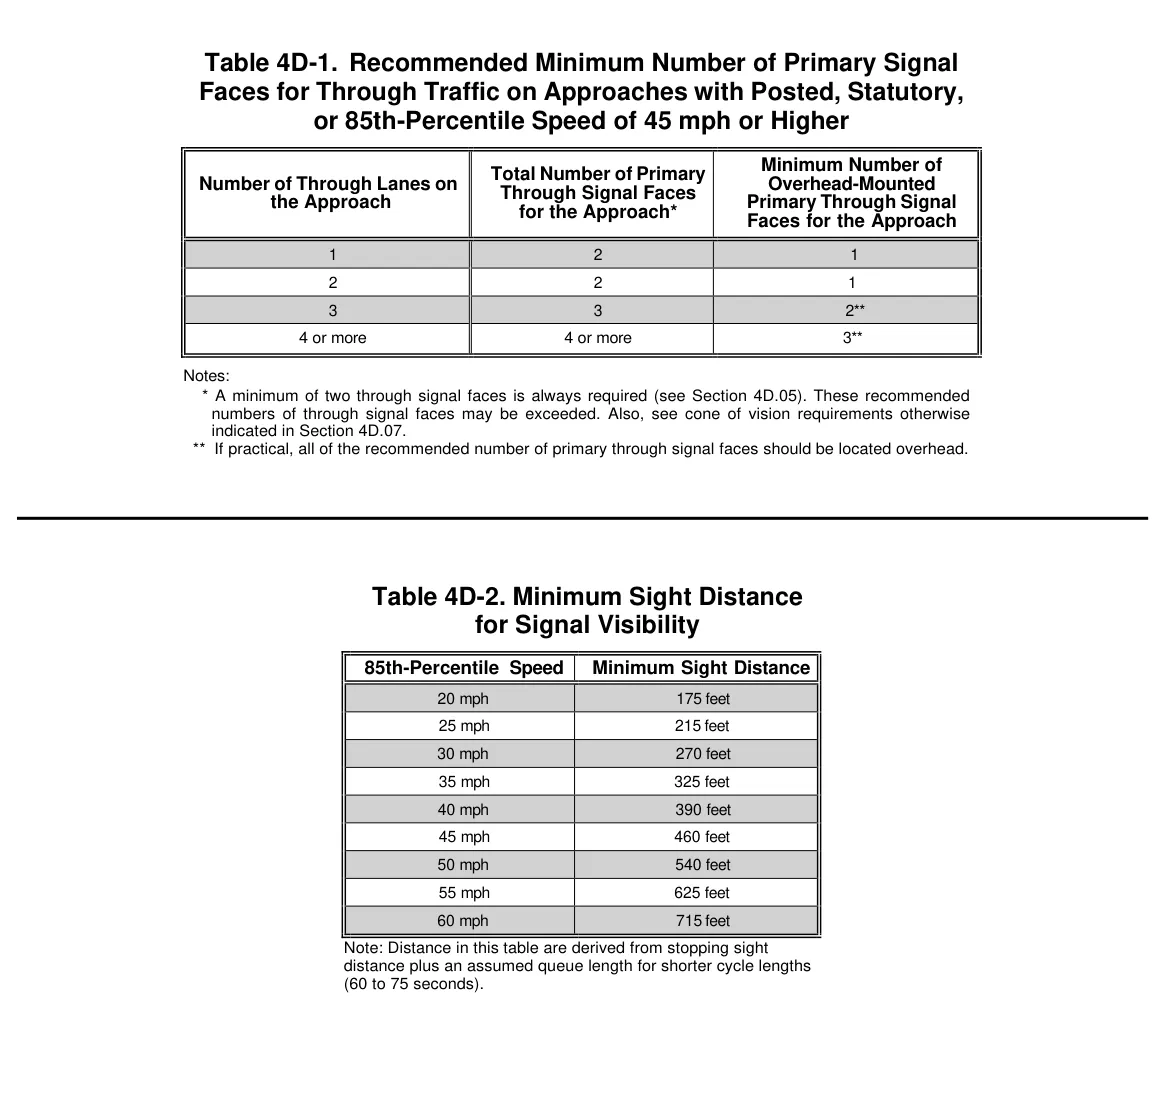 Table 4D-1. Recommended Minimum Number of Primary Signal
Faces for Through Traffic on Approaches with Posted, Statutory,
or 85th-Percentile Speed of 45 mph or Higher
Number of Through Lanes on
the Approach
Total Number of Primary
Through Signal Faces
for the Approach*
Minimum Number of
Overhead-Mounted
Primary Through Signal
Faces for the Approach
1 2 1
2 2 1
3 3 2**
4 or more 4 or more 3**
Notes:
* A minimum of two through signal faces is always required (see Section 4D.05). These recommended
numbers of through signal faces may be exceeded. Also, see cone of vision requirements otherwise
indicated in Section 4D.07.
** If practical, all of the recommended number of primary through signal faces should be located overhead.
Table 4D-2. Minimum Sight Distance
for Signal Visibility
85th-Percentile Speed Minimum Sight Distance
20 mph 175 feet
25 mph 215 feet
30 mph 270 feet
35 mph 325 feet
40 mph 390 feet
45 mph 460 feet
50 mph 540 feet
55 mph 625 feet
60 mph 715 feet
Note: Distance in this table are derived from stopping sight
distance plus an assumed queue length for shorter cycle lengths
(60 to 75 seconds).